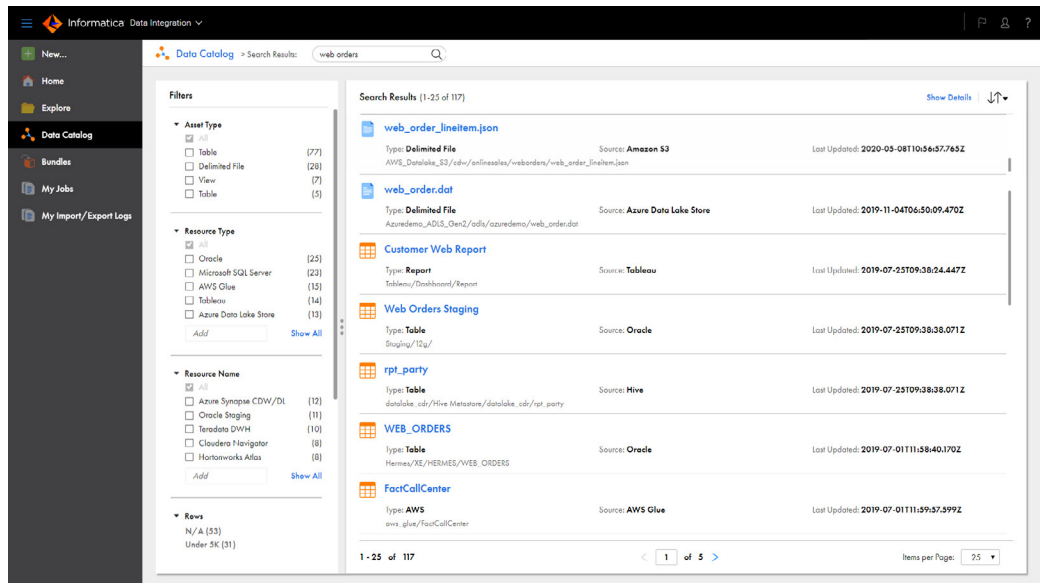 Informatica Data Integration
?
New...
Home
Explore
Data Catalog
Bundles
My Jobs
My Import/Export Logs
Data Catalog > Search Results: web orders
Filters
Asset Type
All
Table (77)
Delimited File (28)
View (7)
Table (5)
Resource Type
All
Oracle (25)
Microsoft SQL Server (23)
AWS Glue (15)
Tableau (14)
Azure Data Lake Store (13)
Add Show All
Resource Name
All
Azure Synapse CDW/DL (12)
Oracle Staging (11)
Teradata DWH (10)
Cloudera Navigator (8)
Hortonworks Atlas (8)
Add Show All
Rows
N/A (53)
Under 5K (31)
Search Results (1-25 of 117) Show Details
web_order_lineitem.json
Type: Delimited File Source: Amazon S3 Last Updated: 2020-05-08T10:56:57.765Z
AWS_Datalake_S3/cdw/onlinesales/weborders/web_order_lineitem.json
web_order.dat
Type: Delimited File Source: Azure Data Lake Store Last Updated: 2019-11-04T06:50:09.470Z
Azuredemo_ADLS_Gen2/adls/azuredemo/web_order.dat
Customer Web Report
Type: Report Source: Tableau Last Updated: 2019-07-25T09:38:24.447Z
Tableau/Dashboard/Report
Web Orders Staging
Type: Table Source: Oracle Last Updated: 2019-07-25T09:38:38.071Z
Staging/12g/
rpt_party
Type: Table Source: Hive Last Updated: 2019-07-25T09:38:38.071Z
datalake_cdr/Hive Metastore/datalake_cdr/rpt_party
WEB_ORDERS
Type: Table Source: Oracle Last Updated: 2019-07-01T11:58:40.170Z
Hermes/XE/HERMES/WEB_ORDERS
FactCallCenter
Type: AWS Source: AWS Glue Last Updated: 2019-07-01T11:59:57.599Z
aws_glue/FactCallCenter
1 - 25 of 117 < 1 of 5 > Items per Page: 25